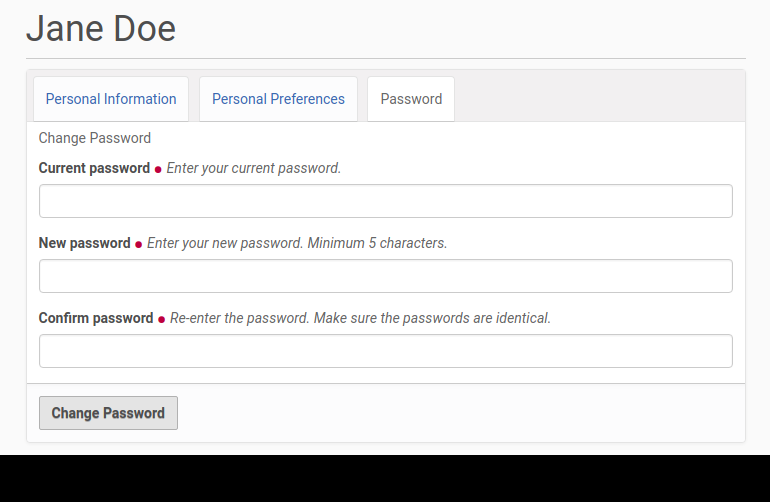 Jane Doe
Personal Information Personal Preferences Password
Change Password
Current password • Enter your current password.
New password • Enter your new password. Minimum 5 characters.
Confirm password • Re-enter the password. Make sure the passwords are identical.
Change Password